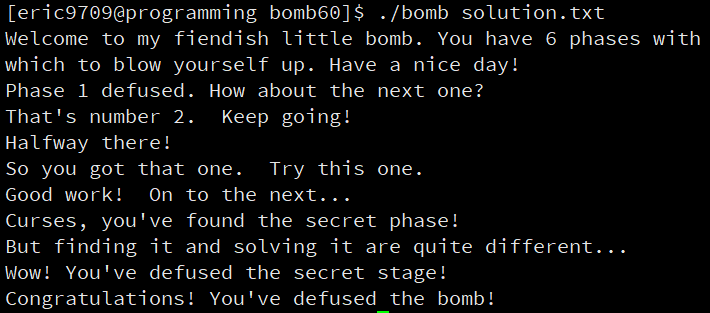 [eric9709@programming bomb60]$ ./bomb solution.txt
Welcome to my fiendish little bomb. You have 6 phases with
which to blow yourself up. Have a nice day!
Phase 1 defused. How about the next one?
That's number 2.  Keep going!
Halfway there!
So you got that one.  Try this one.
Good work!  On to the next...
Curses, you've found the secret phase!
But finding it and solving it are quite different...
Wow! You've defused the secret stage!
Congratulations! You've defused the bomb!